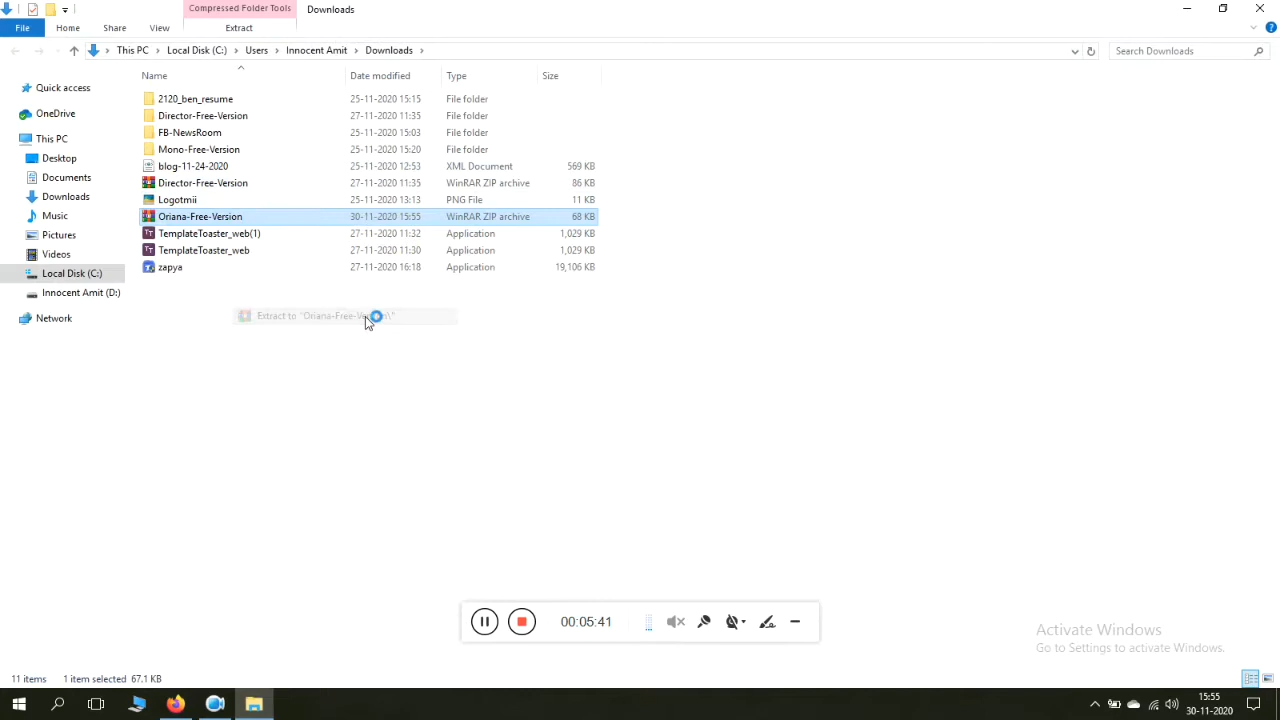 Compressed Folder Tools
Downloads
File
Home
Share
View
Extract
This PC
Local Disk (C:)
Users
Innocent Amit
Downloads
Search Downloads
Name
Date modified
Type
Size
Quick access
OneDrive
This PC
Desktop
Documents
Downloads
Music
Pictures
Videos
Local Disk (C:)
Innocent Amit (D:)
Network
2120_ben_resume 25-11-2020 15:15 File folder
Director-Free-Version 27-11-2020 11:35 File folder
FB-NewsRoom 25-11-2020 15:03 File folder
Mono-Free-Version 25-11-2020 15:20 File folder
blog-11-24-2020 25-11-2020 12:53 XML Document 569 KB
Director-Free-Version 27-11-2020 11:35 WinRAR ZIP archive 86 KB
Logotmii 25-11-2020 13:13 PNG File 11 KB
Oriana-Free-Version 30-11-2020 15:55 WinRAR ZIP archive 68 KB
TemplateToaster_web(1) 27-11-2020 11:32 Application 1,029 KB
TemplateToaster_web 27-11-2020 11:30 Application 1,029 KB
zapya 27-11-2020 16:18 Application 19,106 KB
Extract to "Oriana-Free-
00:05:41
Activate Windows
Go to Settings to activate Windows.
11 items
1 item selected 67.1 KB
15:55
30-11-2020